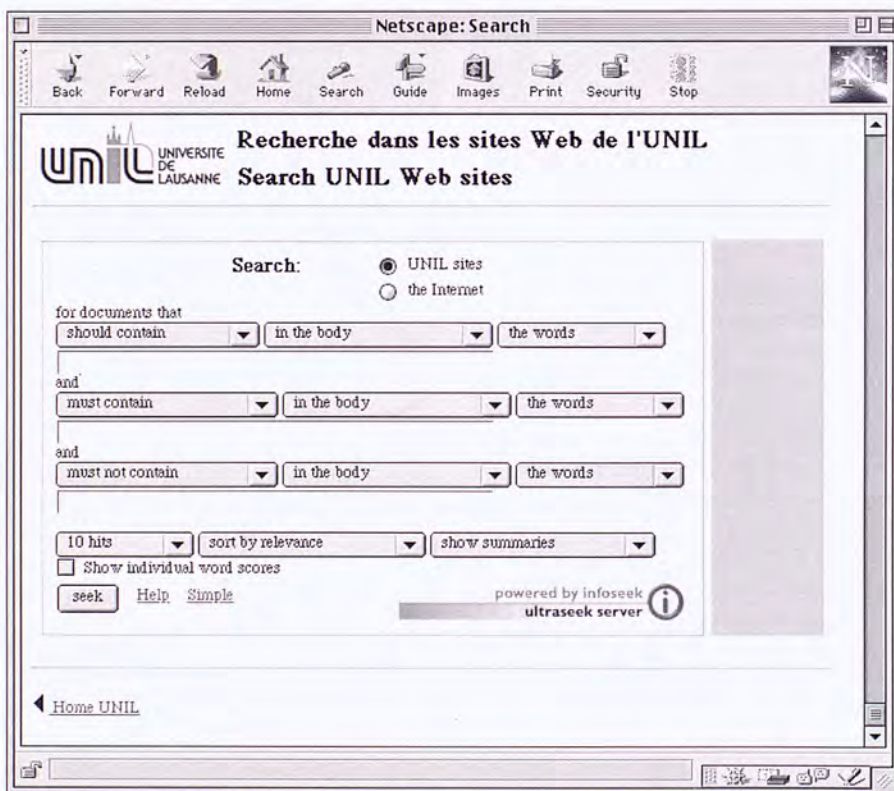 Netscape: Search
Back Forward Reload Home Search Guide Images Print Security Stop
N
UNIL UNIVERSITE DE LAUSANNE
Recherche dans les sites Web de l'UNIL
Search UNIL Web sites
Search: UNIL sites
the Internet
for documents that
should contain in the body the words
and
must contain in the body the words
and
must not contain in the body the words
10 hits sort by relevance show summaries
Show individual word scores
seek Help Simple
powered by infoseek
ultraseek server
Home UNIL